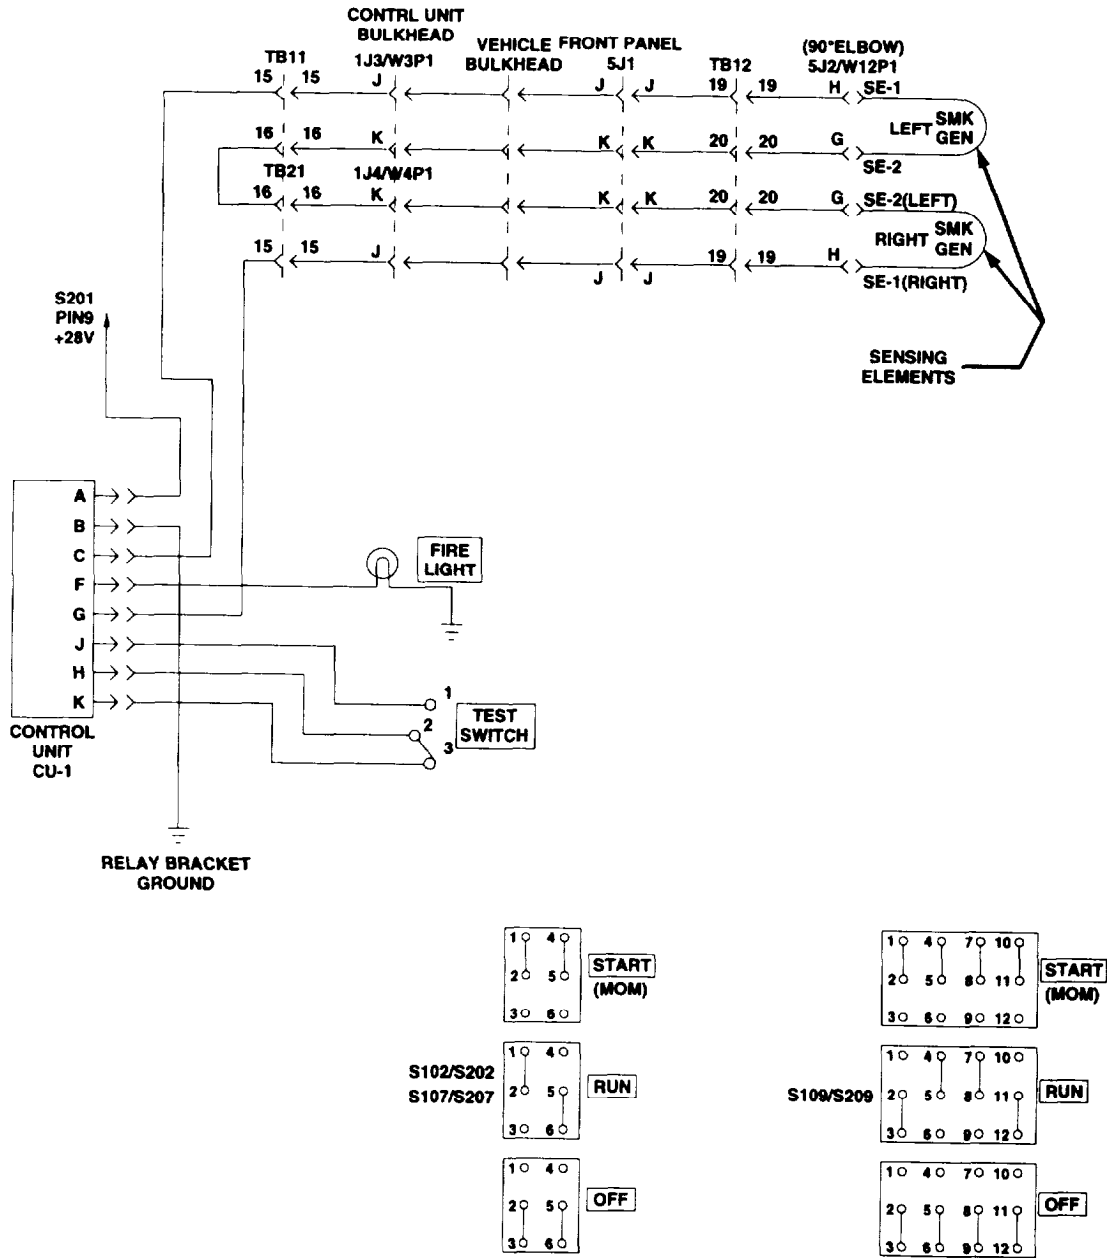 CONTRL UNIT
BULKHEAD
VEHICLE FRONT PANEL
BULKHEAD
(90°ELBOW)
TB11 1J3/W3P1 5J1 TB12 5J2/W12P1
15 15 J J J 19 19 H SE-1
LEFT SMK
GEN
16 16 K K K 20 20 G
SE-2
TB21 1J4/W4P1
16 16 K K K 20 20 G SE-2(LEFT)
RIGHT SMK
GEN
15 15 J 19 19 H
J J SE-1(RIGHT)
S201
PIN9
+28V
SENSING
ELEMENTS
A
B
C
F
G
J
H
K
FIRE
LIGHT
1
2
3
TEST
SWITCH
CONTROL
UNIT
CU-1
RELAY BRACKET
GROUND
1 4
2 5
3 6
START
(MOM)
1 4 7 10
2 5 8 11
3 6 9 12
START
(MOM)
S102/S202
S107/S207
1 4
2 5
3 6
RUN
S109/S209
1 4 7 10
2 5 8 11
3 6 9 12
RUN
1 4
2 5
3 6
OFF
1 4 7 10
2 5 8 11
3 6 9 12
OFF